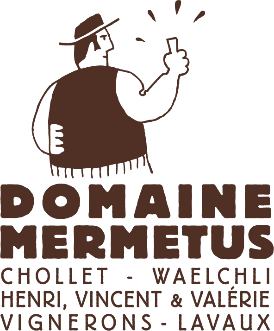 DOMAINE
MERMETUS
CHOLLET - WAELCHLI
HENRI, VINCENT & VALÉRIE
VIGNERONS - LAVAUX